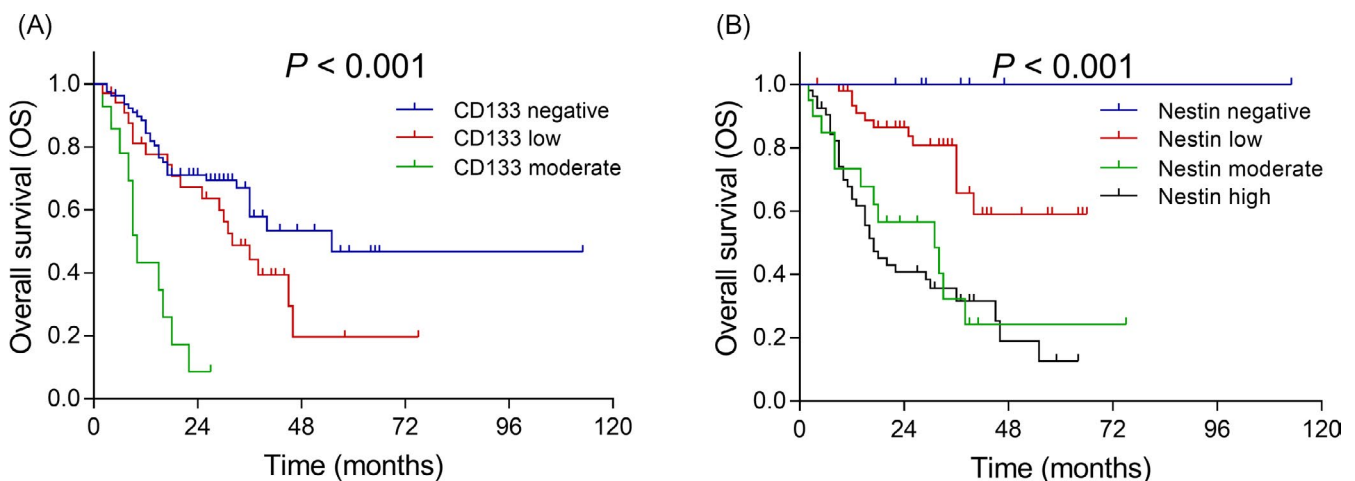 (A)
P < 0.001
CD133 negative
CD133 low
CD133 moderate
Overall survival (OS)
1.0
0.8
0.6
0.4
0.2
0.0
0 24 48 72 96 120
Time (months)
(B)
P < 0.001
Nestin negative
Nestin low
Nestin moderate
Nestin high
Overall survival (OS)
1.0
0.8
0.6
0.4
0.2
0.0
0 24 48 72 96 120
Time (months)